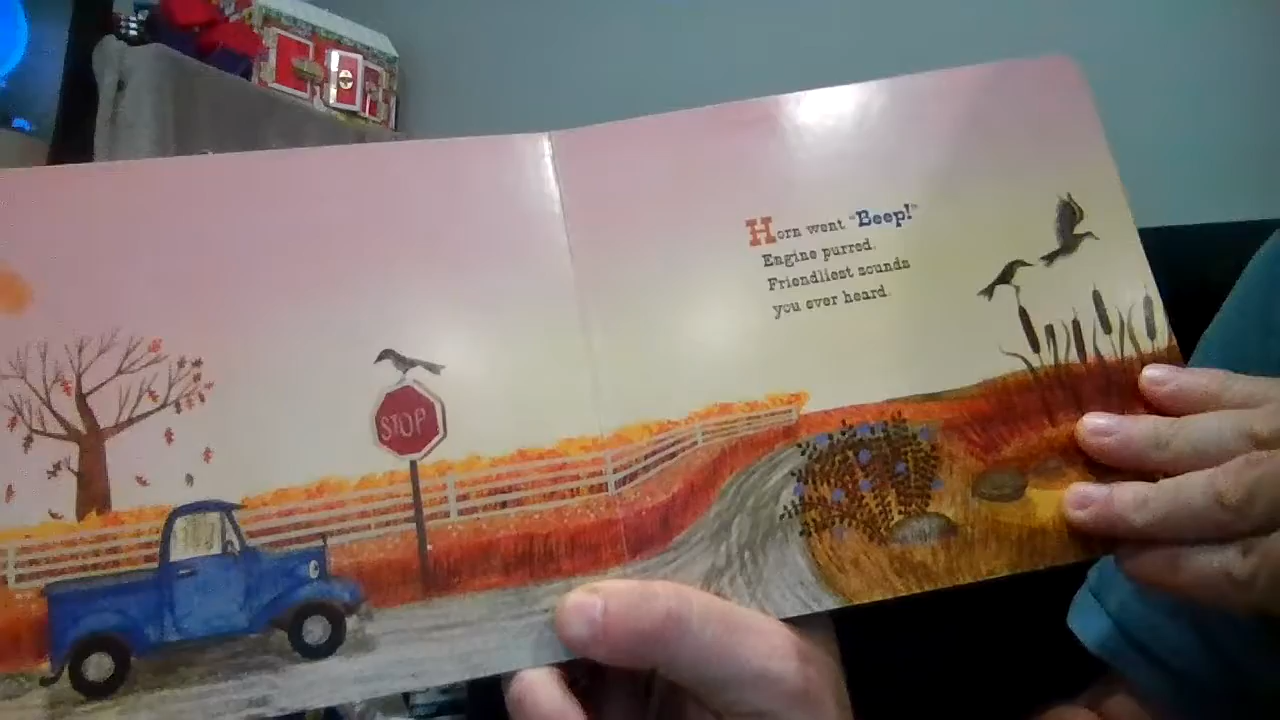 STOP
Horn went "Beep!"
Engine purred.
Friendliest sounds
you ever heard.